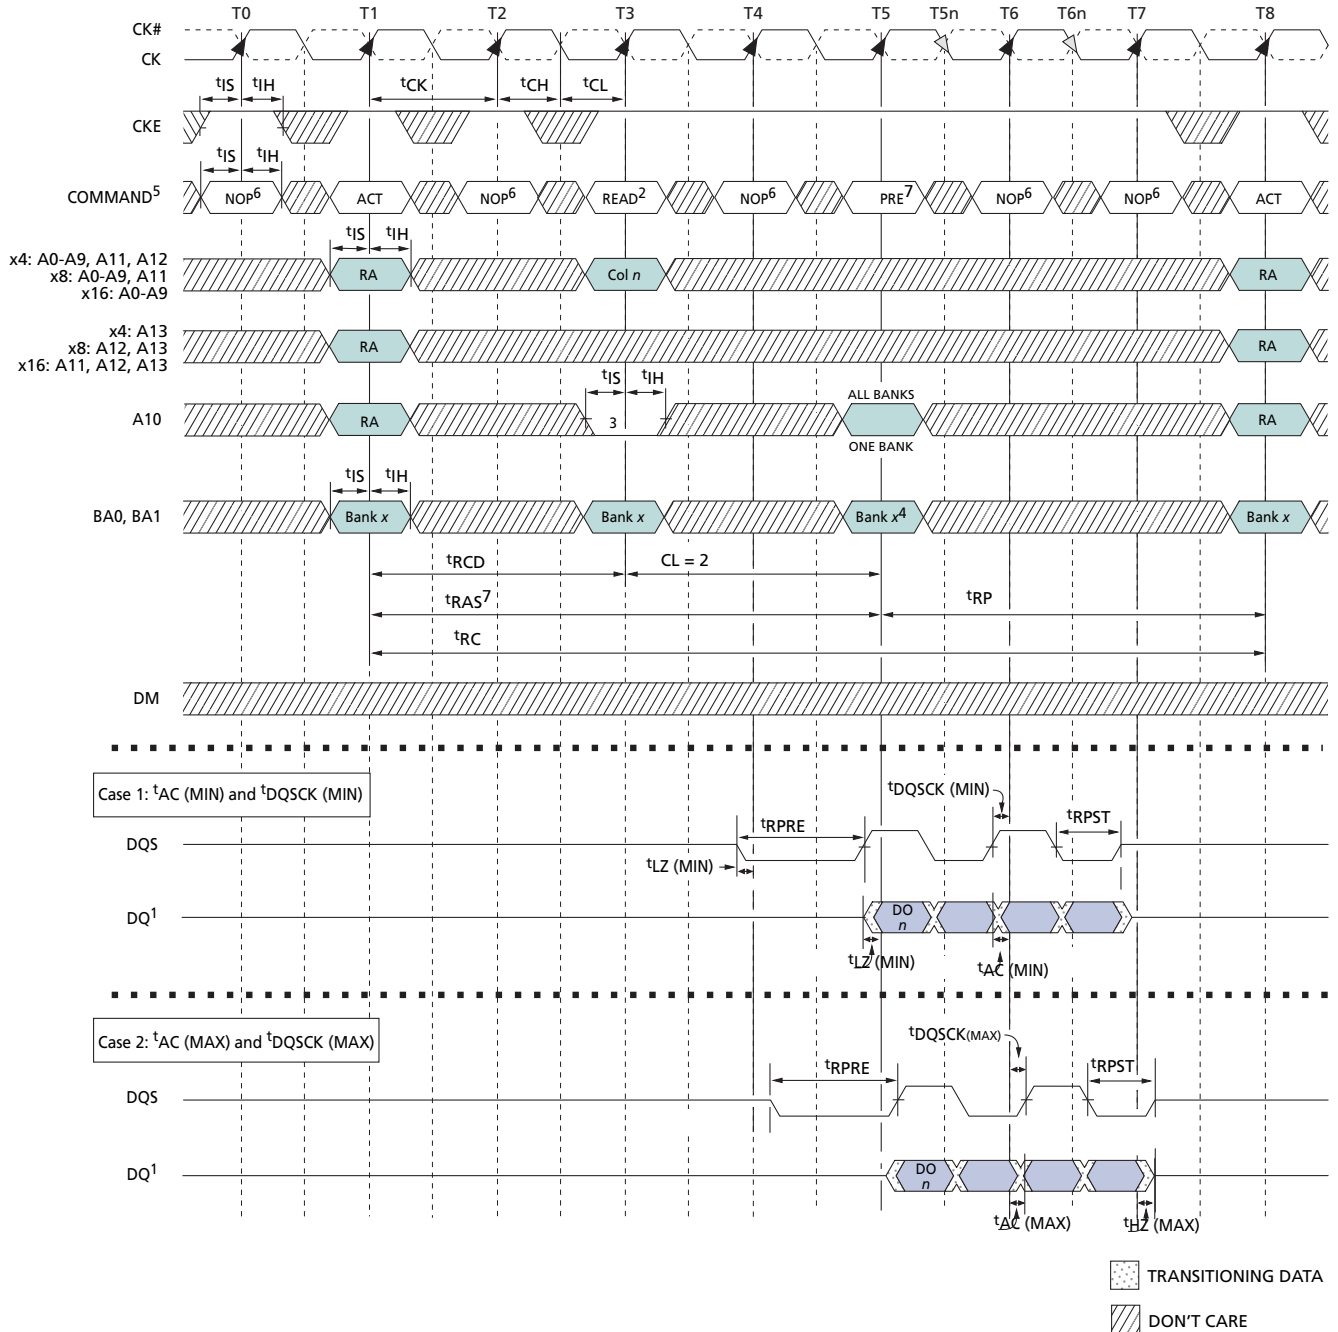 T0 T1 T2 T3 T4 T5 T5n T6 T6n T7 T8
CK#
CK
tIS tIH tCK tCH tCL
CKE
tIS tIH
COMMAND5 NOP6 ACT NOP6 READ2 NOP6 PRE7 NOP6 NOP6 ACT
tIS tIH
x4: A0-A9, A11, A12
x8: A0-A9, A11
x16: A0-A9
RA Col n RA
x4: A13
x8: A12, A13
x16: A11, A12, A13
RA RA
tIS tIH
ALL BANKS
A10 RA 3 RA
ONE BANK
tIS tIH
BA0, BA1 Bank x Bank x Bank x4 Bank x
tRCD CL = 2
tRAS7 tRP
tRC
DM
Case 1: tAC (MIN) and tDQSCK (MIN)
tDQSCK (MIN)
tRPRE tRPST
DQS
tLZ (MIN)
DQ1 DO
n
tLZ (MIN) tAC (MIN)
Case 2: tAC (MAX) and tDQSCK (MAX)
tDQSCK(MAX)
tRPRE tRPST
DQS
DQ1 DO
n
tAC (MAX) tHZ (MAX)
TRANSITIONING DATA
DON'T CARE